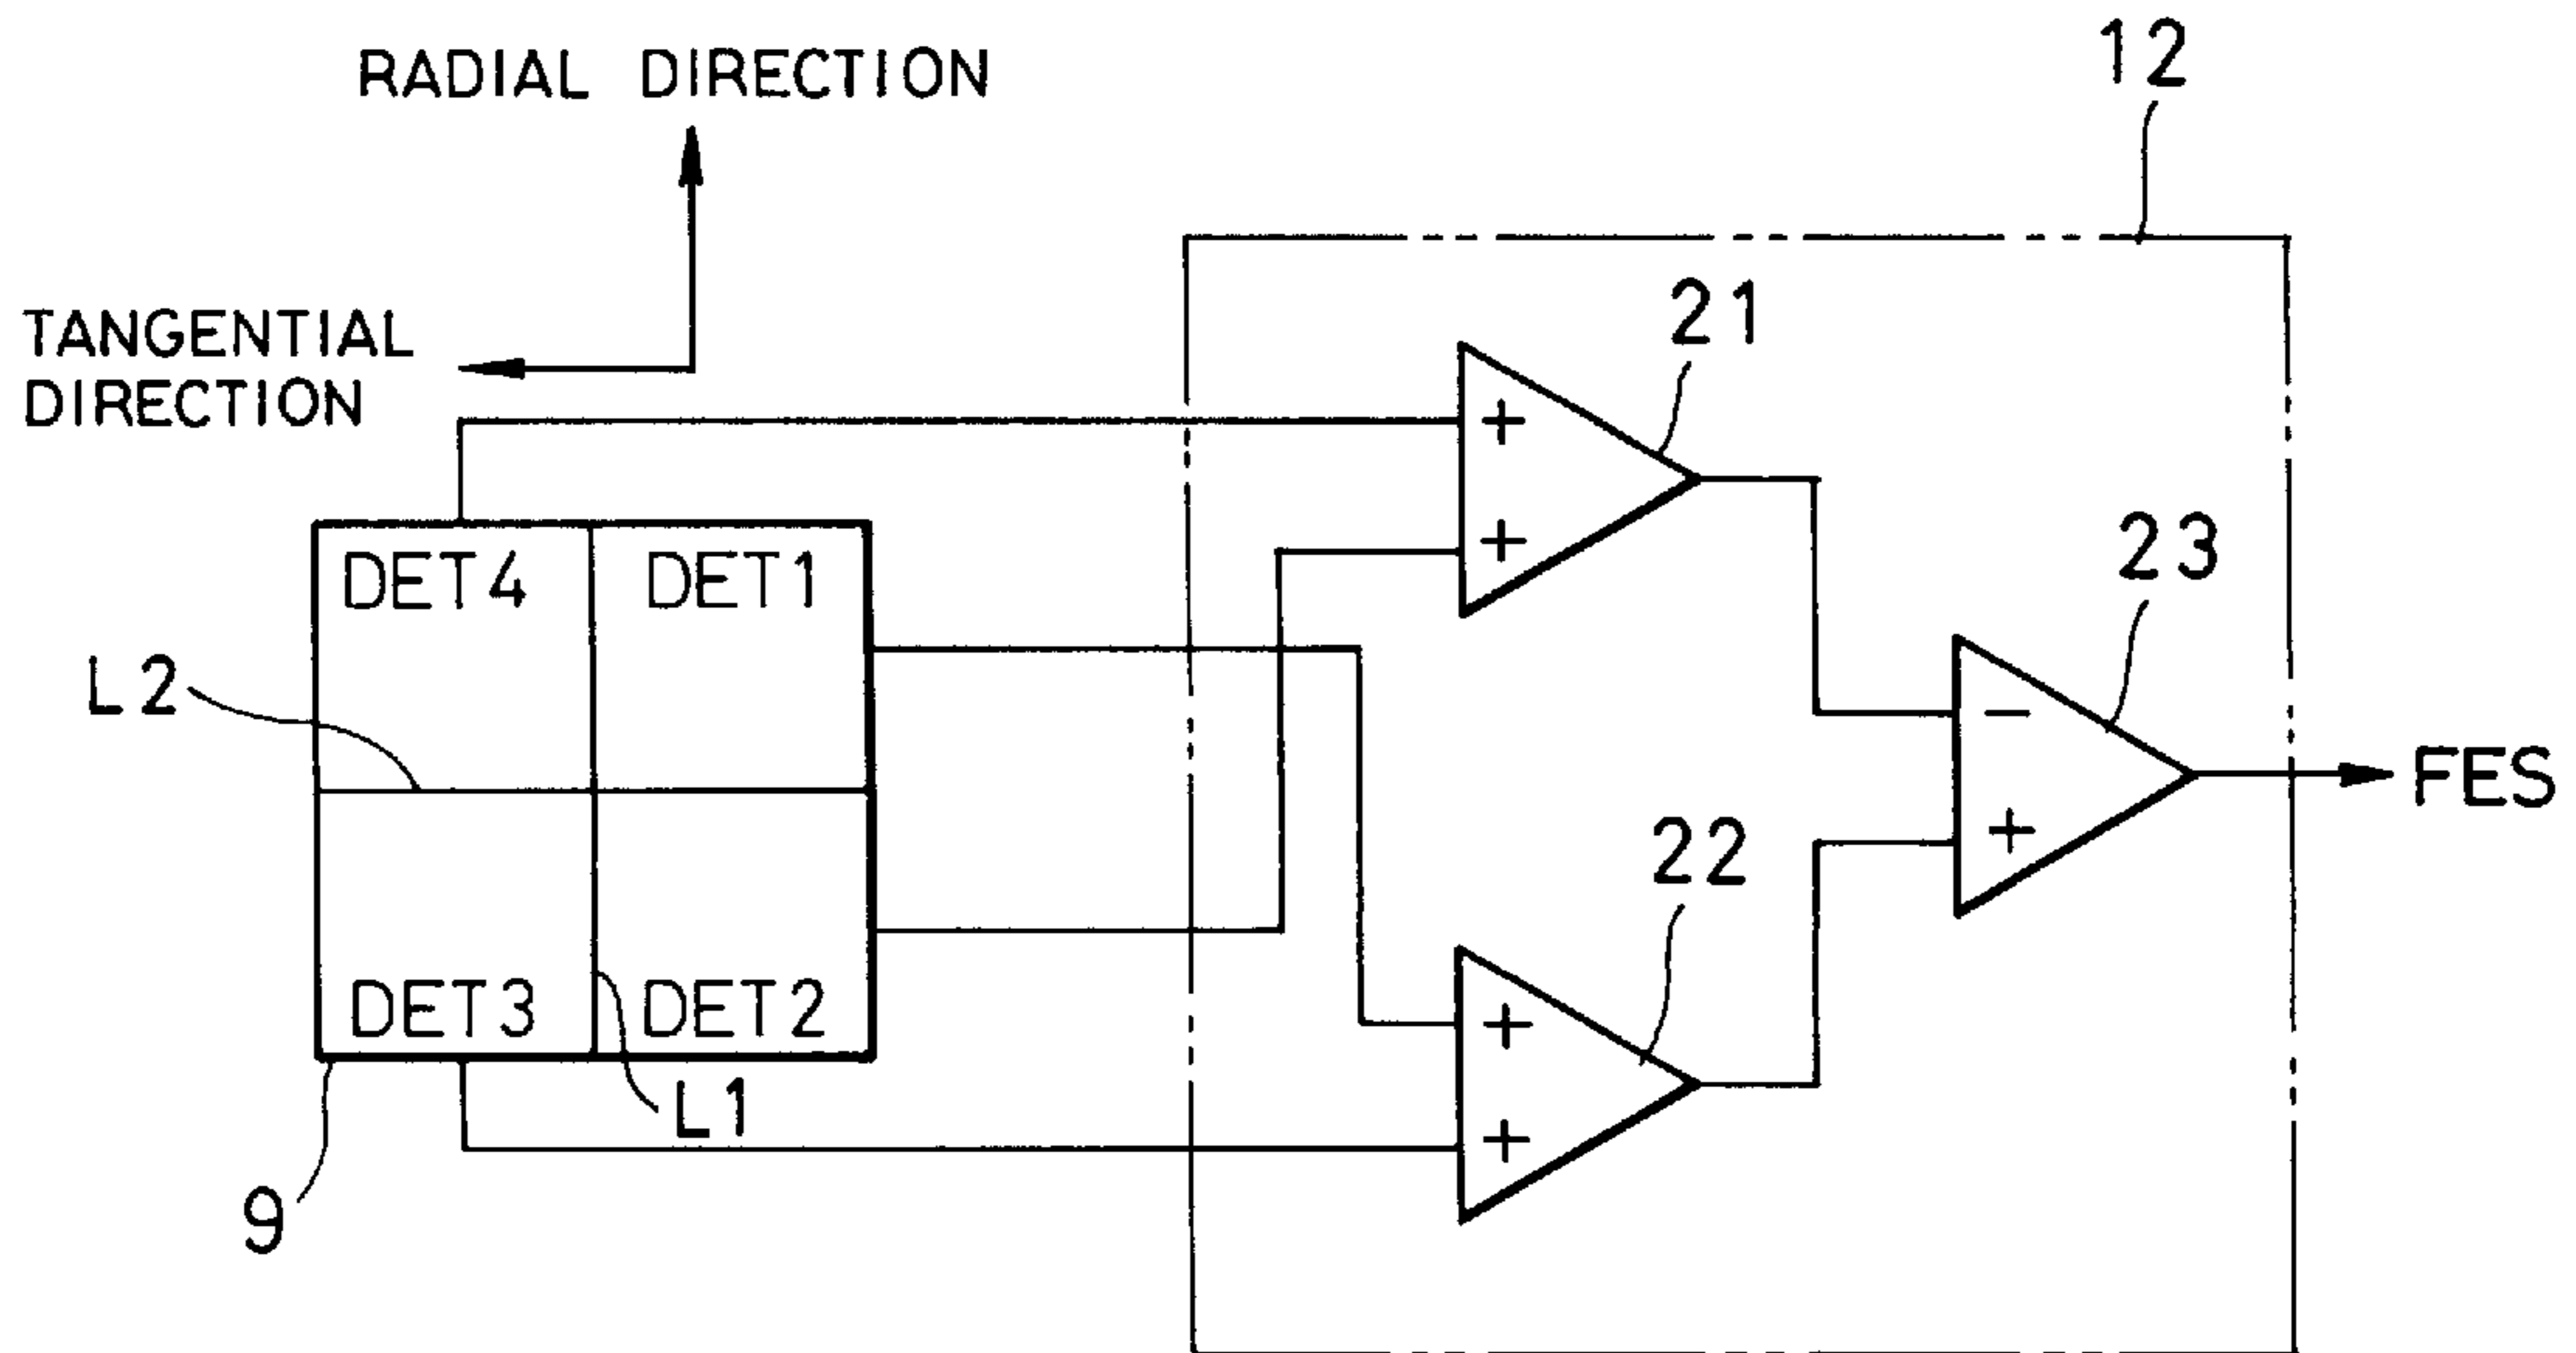 12
RADIAL DIRECTION
TANGENTIAL
DIRECTION
21
+
+
DET4 DET1
23
L2
-
FES
+
22
DET3 DET2
+
L1
+
9